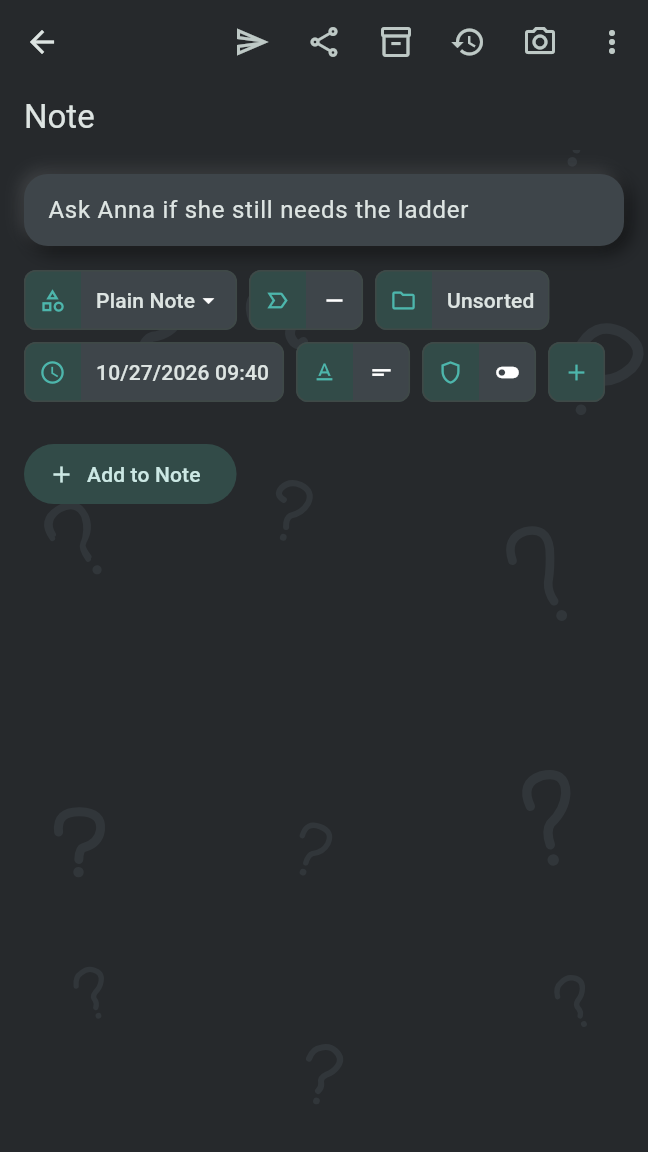 Note
Ask Anna if she still needs the ladder
Plain Note
Unsorted
10/27/2026 09:40
Add to Note